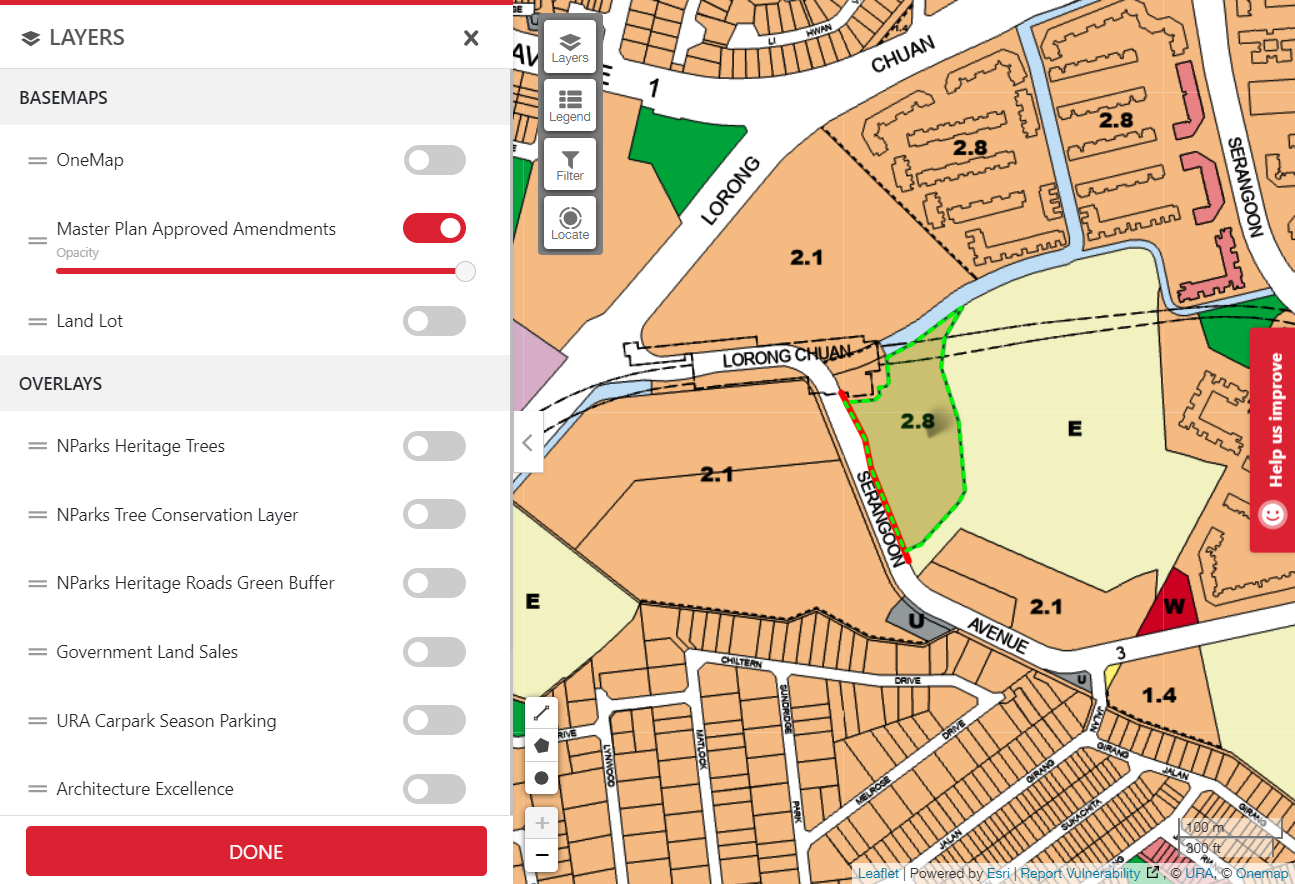 LAYERS
BASEMAPS
OneMap
Master Plan Approved Amendments
Opacity
Land Lot
OVERLAYS
NParks Heritage Trees
NParks Tree Conservation Layer
NParks Heritage Roads Green Buffer
Government Land Sales
URA Carpark Season Parking
Architecture Excellence
DONE
Layers
Legend
Filter
Locate
1
LI HWAN
1.4
CHUAN
LORONG
2.8
2.8
SERANGOON
2.1
LORONG CHUAN
2.8
E
2.1
SERANGOON
E
U
2.1
W
AVENUE
3
U
1.4
CHILTERN
DRIVE
SUNDRIDGE
PARK
MATLOCK
LYNWOOD
MELROSE
DRIVE
JALAN
GIRANG
JALAN
GIRANG
JALAN
GIRANG
SUKACHITA
Help us improve
100 m
300 ft
Leaflet | Powered by Esri | Report Vulnerability , © URA, © Onemap